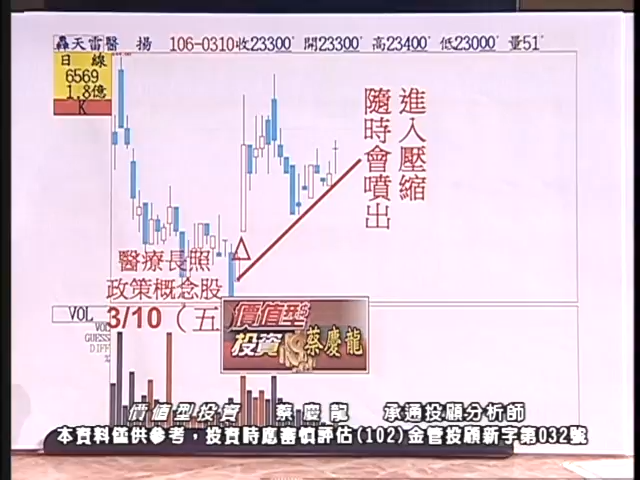 天雷醫 揚 106-0310收23300' 開23300' 高23400' 低23000' 量51"
日 線
6569
1.8億
K
進入壓縮
隨時會噴出
醫療長照
政策概念股
3/10（五
VOL
VOL
GUESS
DIFF
價值型
投資 蔡慶龍
價值型投資 蔡慶龍 承通投顧分析師
本資料僅供參考，投資時應審慎評估(102)金管投顧新字第032號